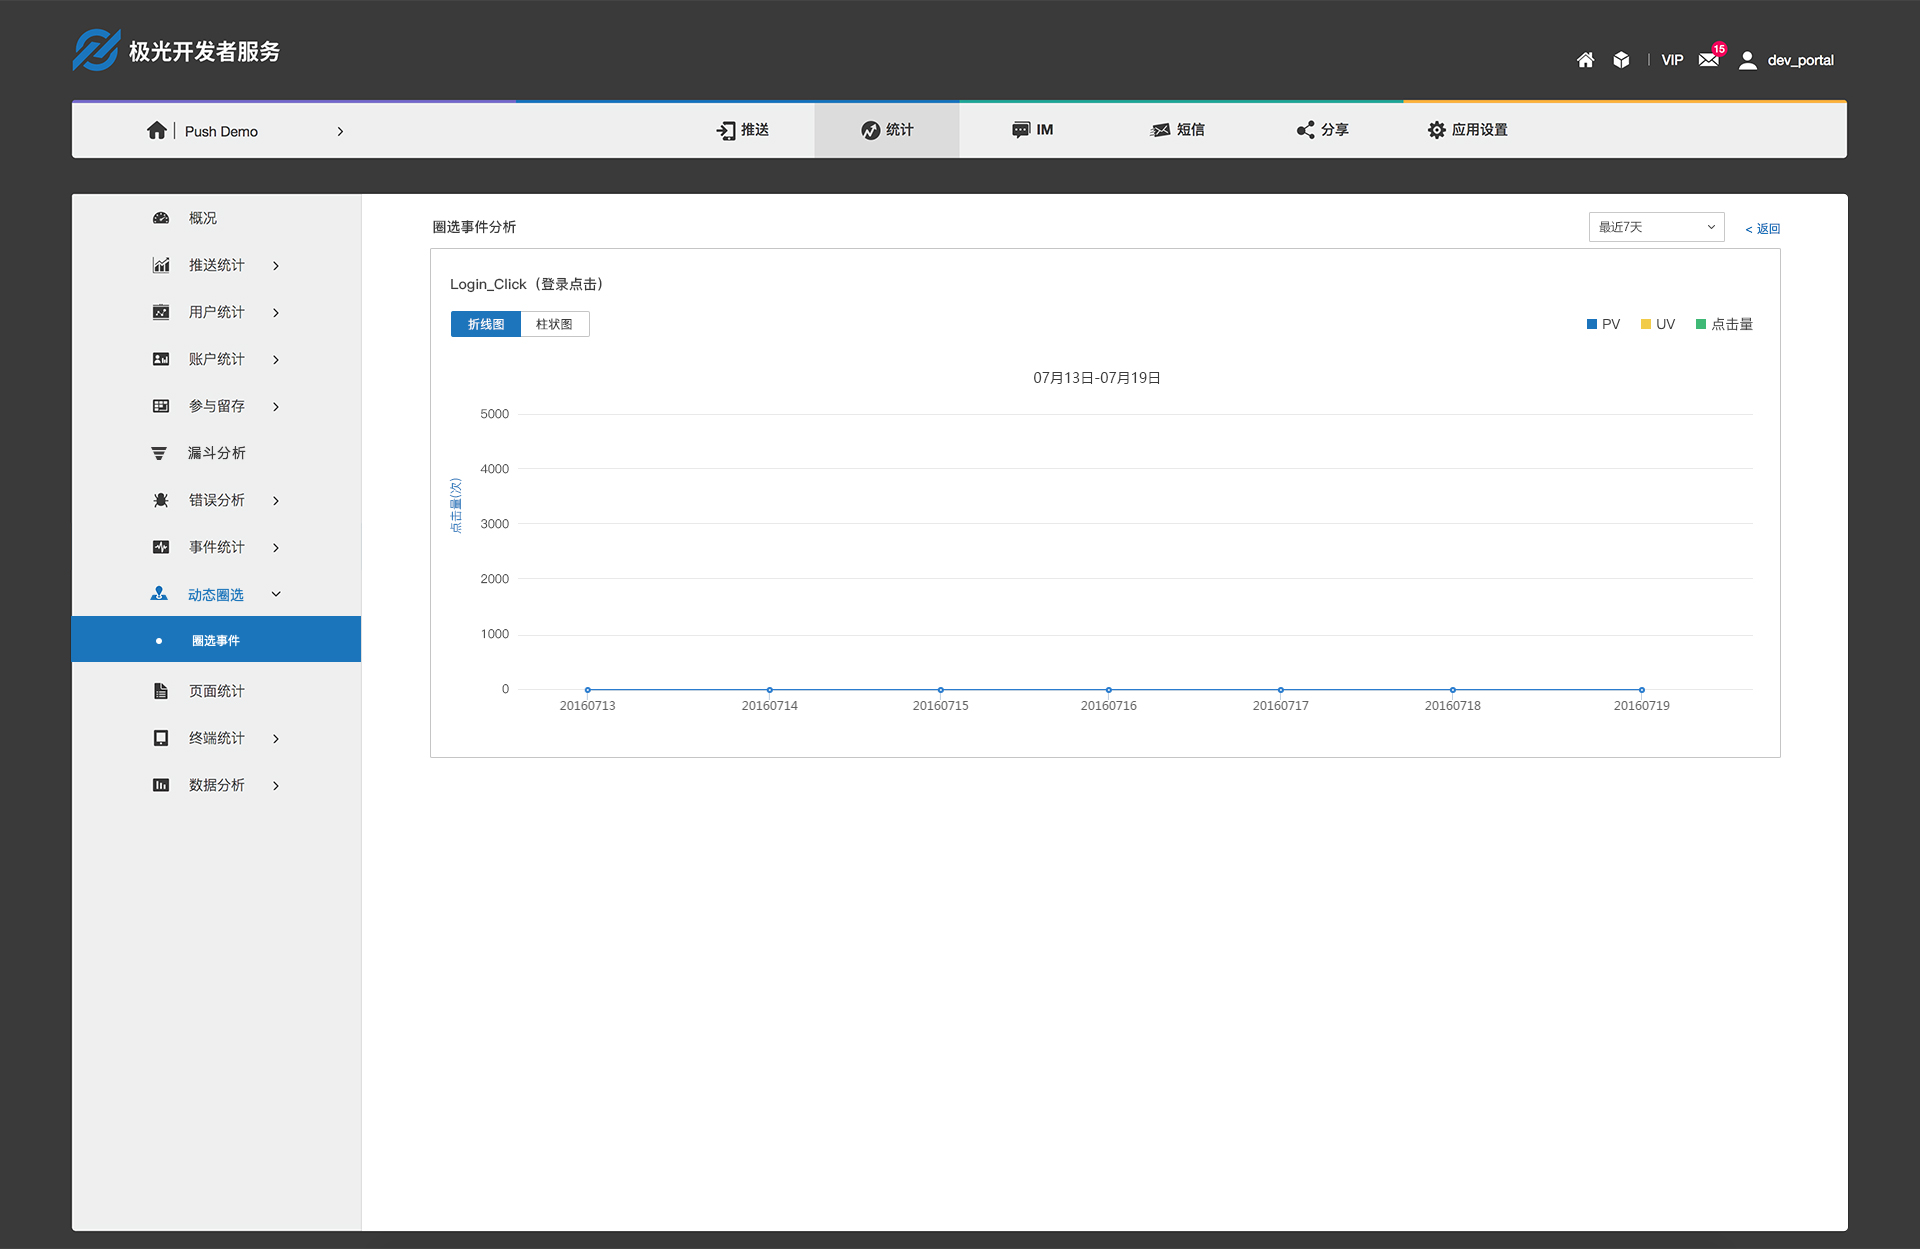 极光开发者服务
VIP
15
dev_portal
Push Demo
推送
统计
IM
短信
分享
应用设置
概况
推送统计
用户统计
账户统计
参与留存
漏斗分析
错误分析
事件统计
动态圈选
圈选事件
页面统计
终端统计
数据分析
圈选事件分析
最近7天
< 返回
Login_Click（登录点击）
折线图
柱状图
PV
UV
点击量
07月13日-07月19日
点击量(次)
5000
4000
3000
2000
1000
0
20160713
20160714
20160715
20160716
20160717
20160718
20160719